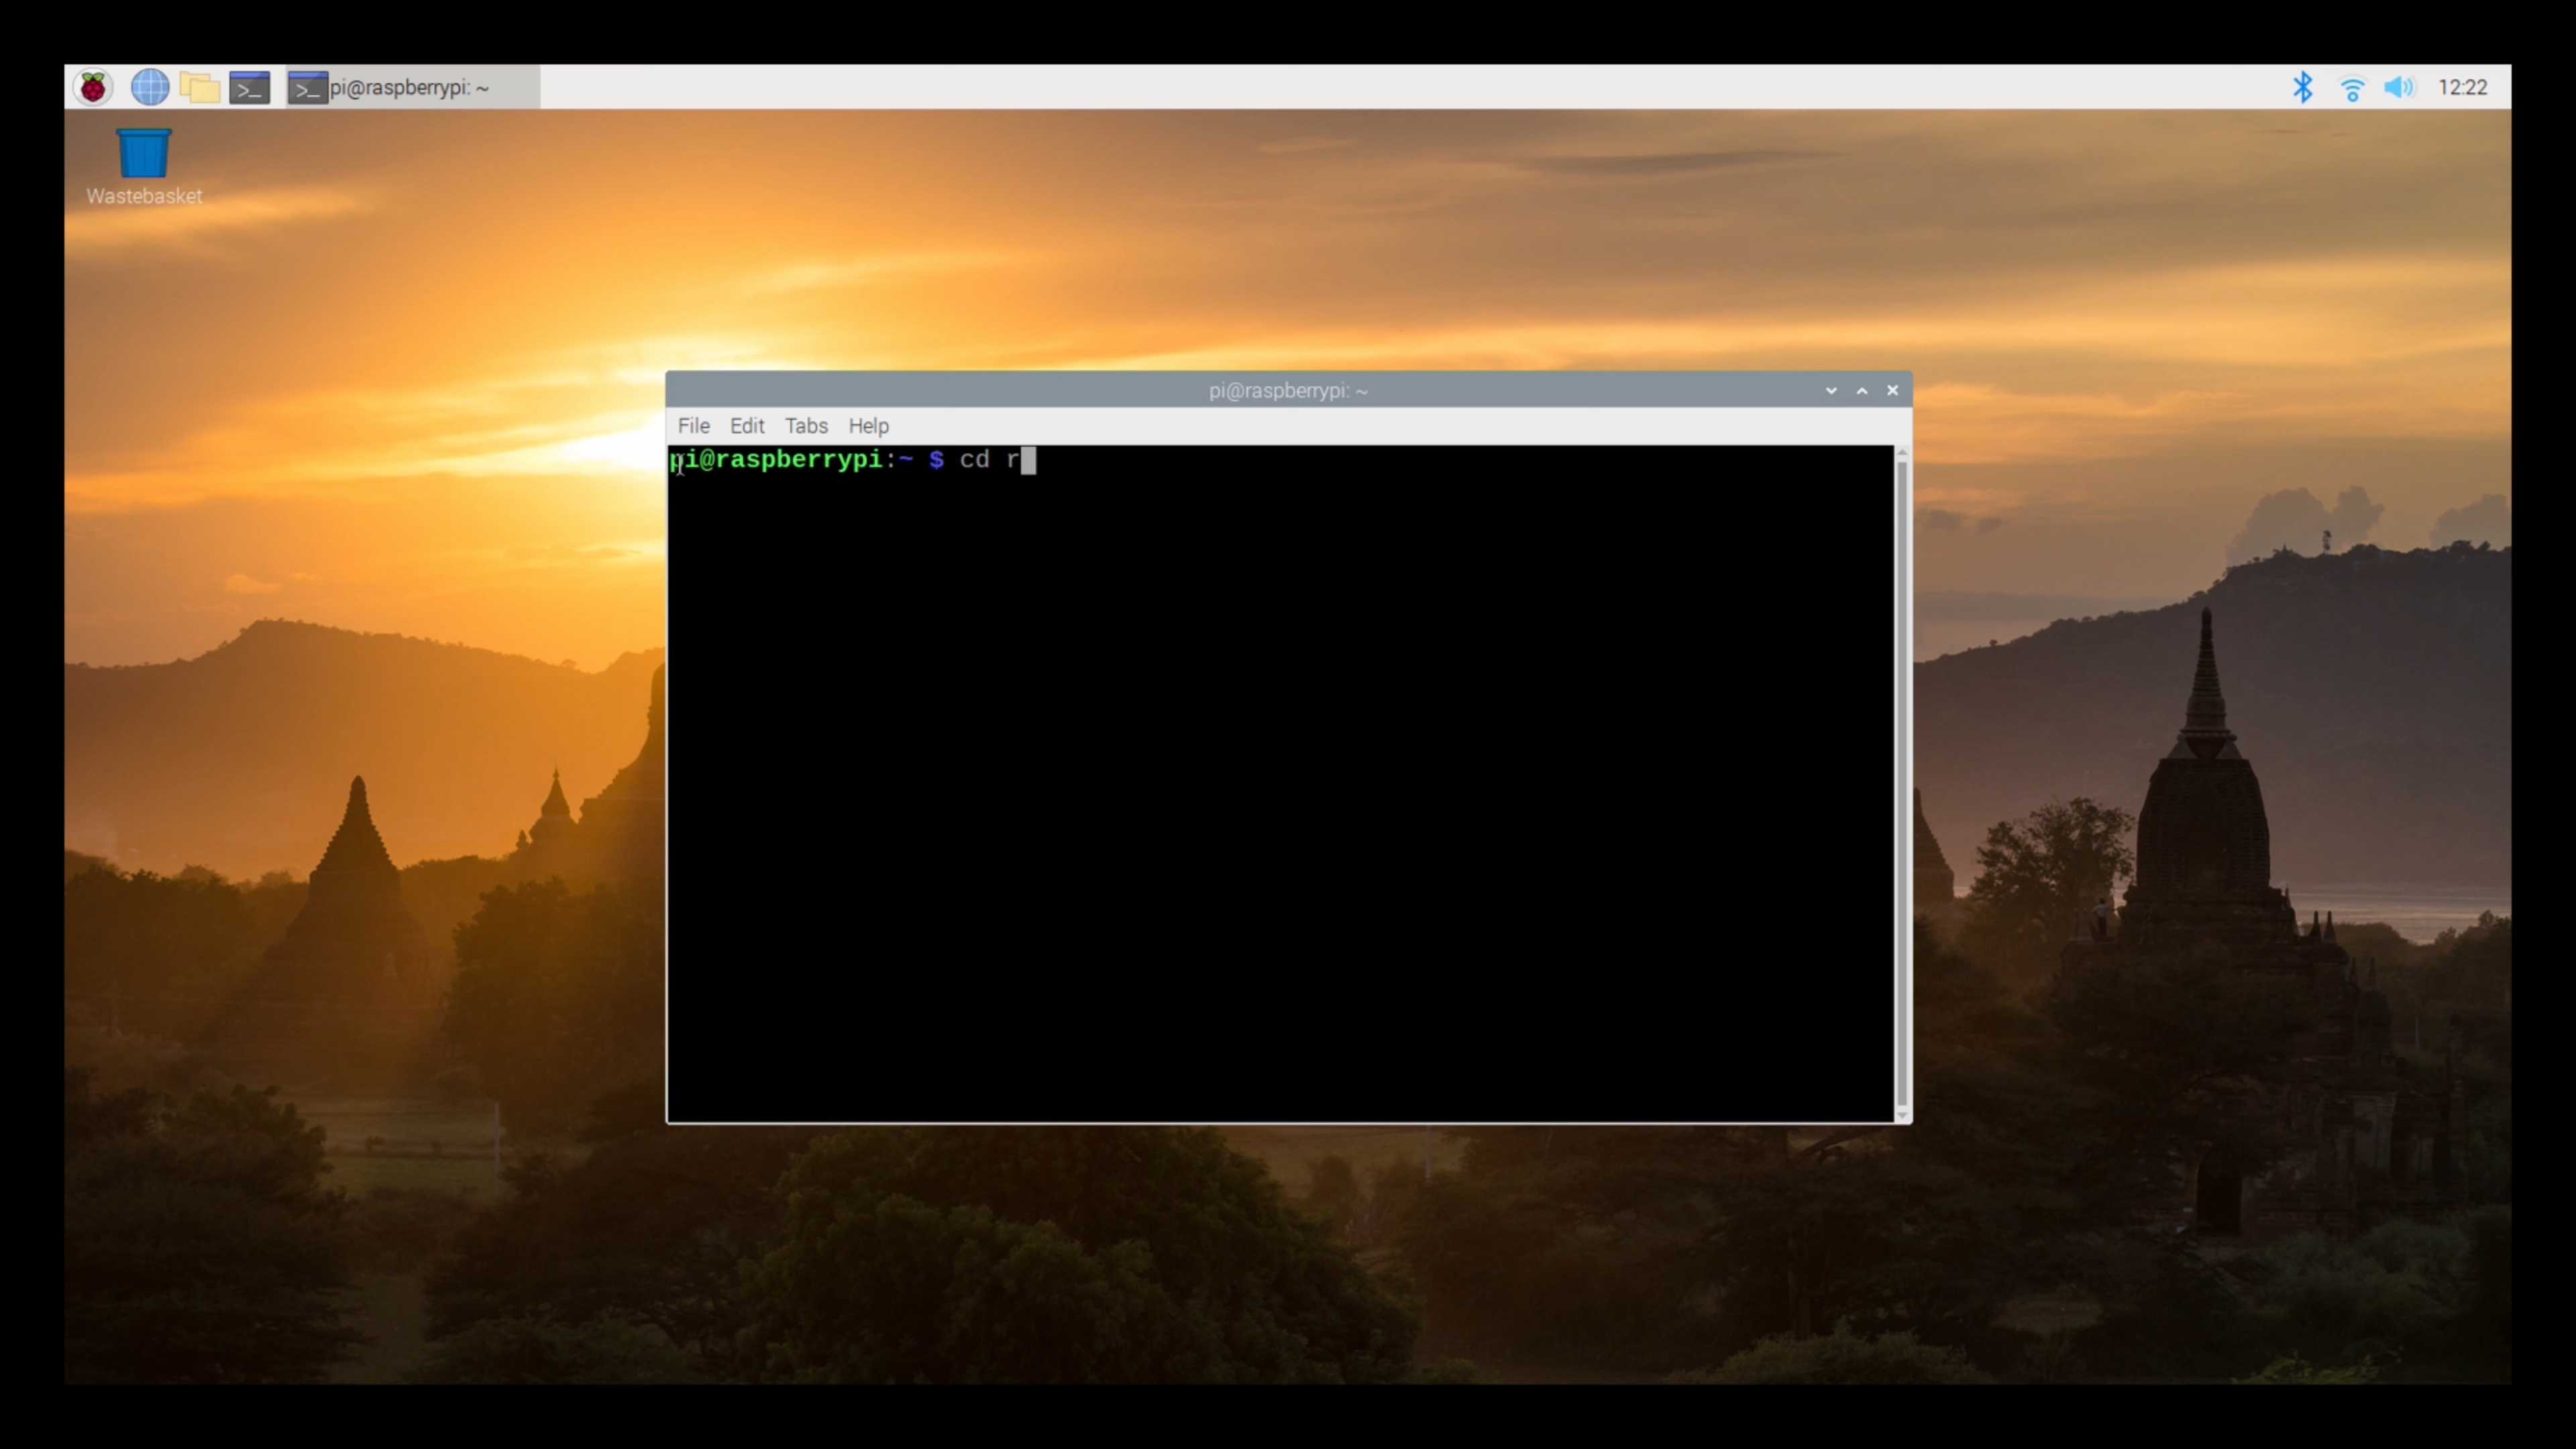 pi@raspberrypi: ~
12:22
Wastebasket
pi@raspberrypi: ~
File Edit Tabs Help
pi@raspberrypi:~ $ cd r